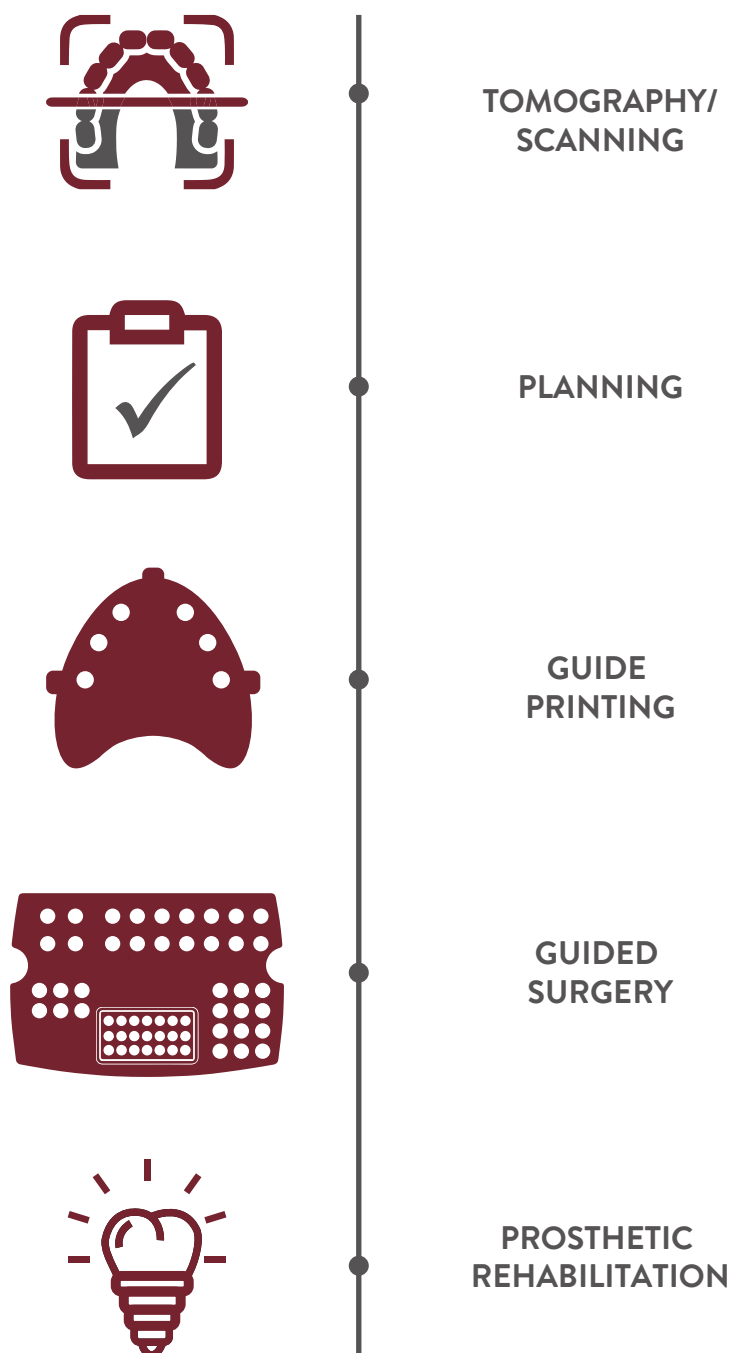 TOMOGRAPHY/
SCANNING
PLANNING
GUIDE
PRINTING
GUIDED
SURGERY
PROSTHETIC
REHABILITATION